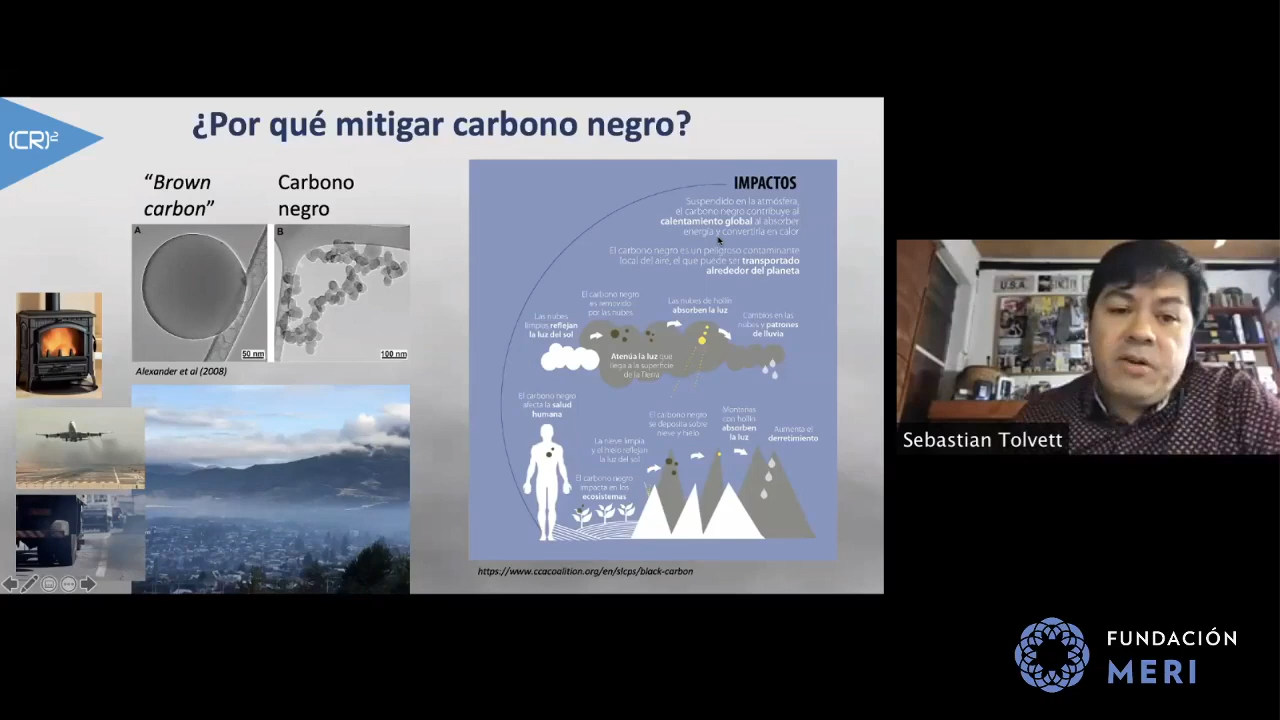 (CR)²
¿Por qué mitigar carbono negro?
“Brown
carbon”
Carbono
negro
A
B
50 nm
100 nm
Alexander et al (2008)
IMPACTOS
Suspendido en la atmósfera,
el carbono negro contribuye al
calentamiento global al absorber
energía y convertirla en calor
El carbono negro es un peligroso contaminante
local del aire, el que puede ser transportado
alrededor del planeta
Las nubes
limpias reflejan
la luz del sol
El carbono negro
es removido
por las nubes
Las nubes de hollín
absorben la luz
Cambios en las
nubes y patrones
de lluvia
Atenúa la luz que
llega a la superficie
de la Tierra
El carbono negro
afecta la salud
humana
La nieve limpia
y el hielo reflejan
la luz del sol
El carbono negro
se deposita sobre
nieve y hielo
Montañas
con hollín
absorben
la luz
Aumenta el
derretimiento
El carbono negro
impacta en los
ecosistemas
https://www.ccacoalition.org/en/slcps/black-carbon
U.S.A.
Sebastian Tolvett
FUNDACIÓN
MERI